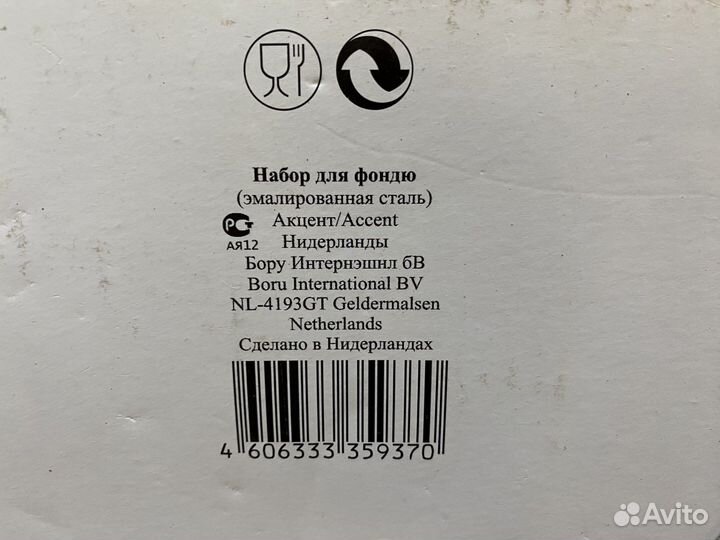 Набор для фондю
(эмалированная сталь)
Акцент/Accent
РСТ
АЯ12
Нидерланды
Бору Интернэшнл бВ
Boru International BV
NL-4193GT Geldermalsen
Netherlands
Сделано в Нидерландах
4 606333 359370
Avito